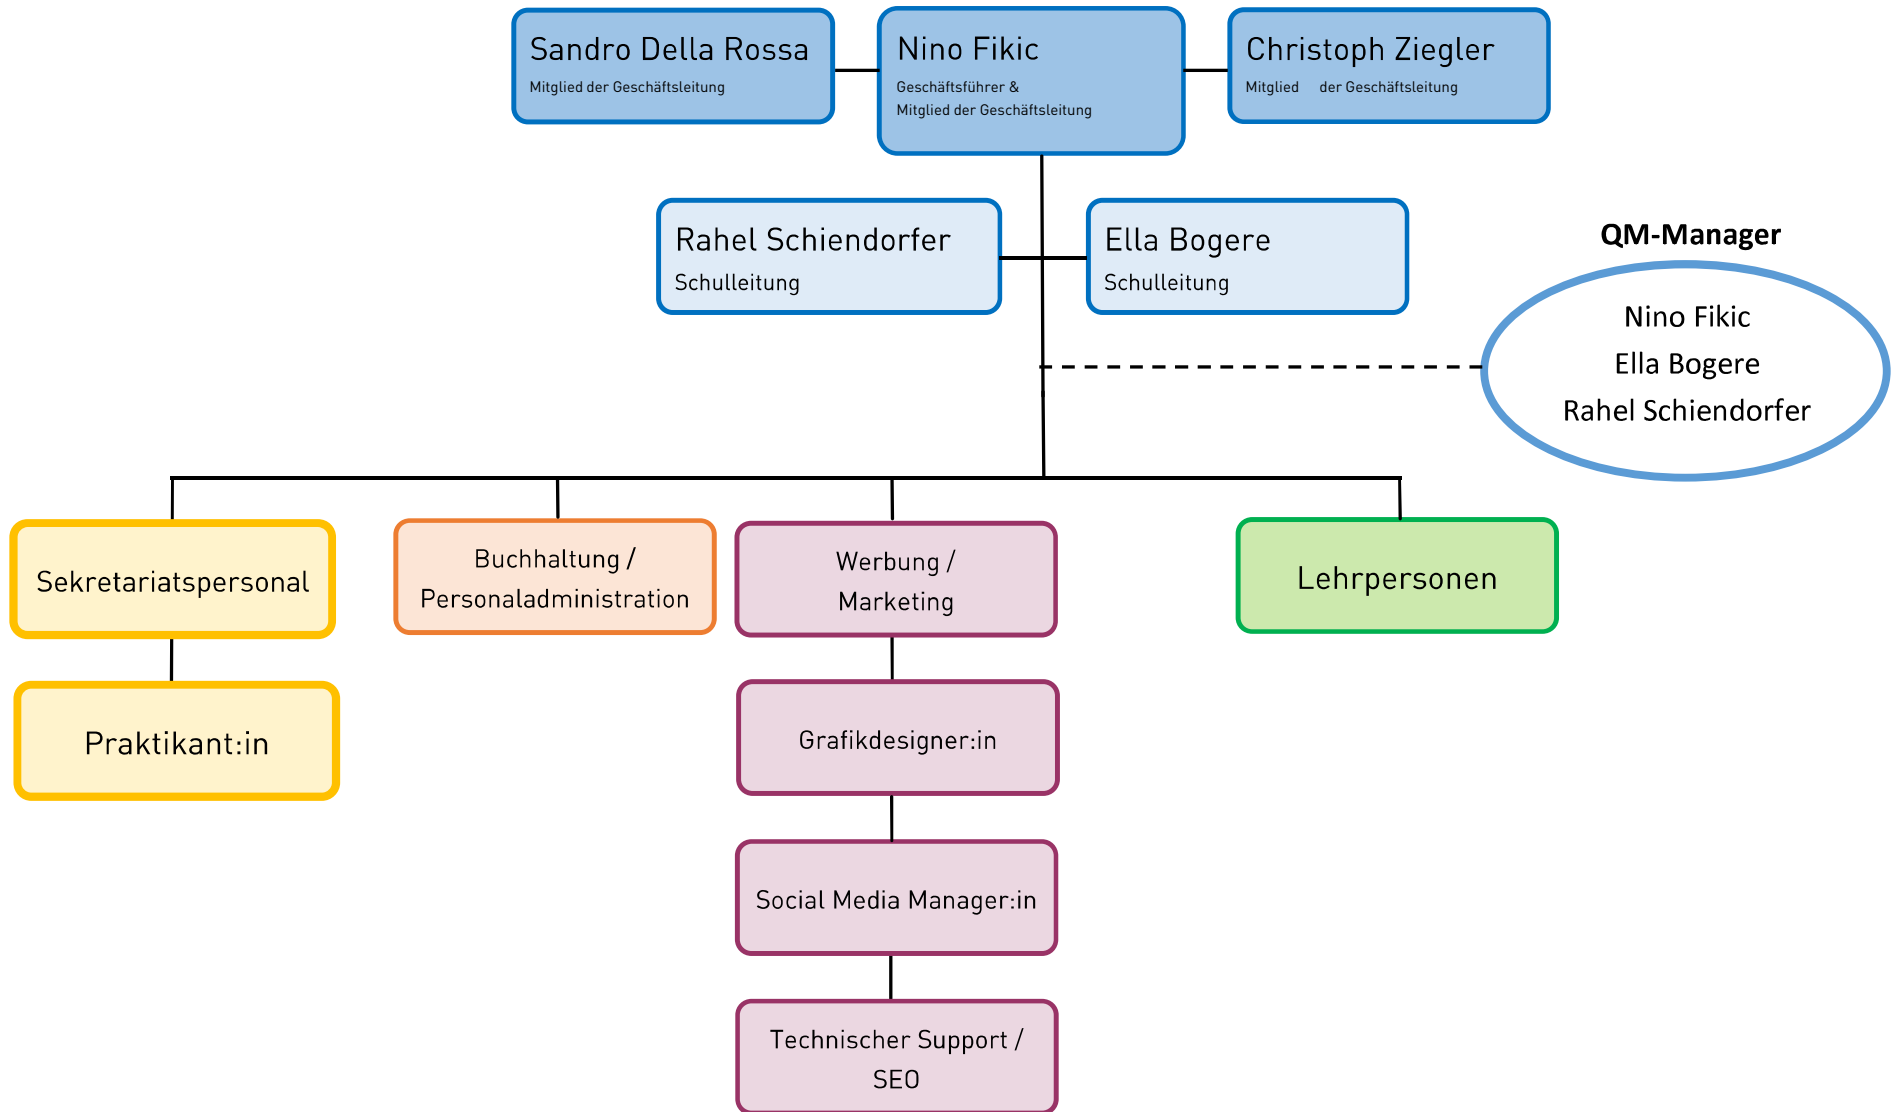 Sandro Della Rossa
Mitglied der Geschäftsleitung
Nino Fikic
Geschäftsführer &
Mitglied der Geschäftsleitung
Christoph Ziegler
Mitglied der Geschäftsleitung
Rahel Schiendorfer
Schulleitung
Ella Bogere
Schulleitung
QM-Manager
Nino Fikic
Ella Bogere
Rahel Schiendorfer
Sekretariatspersonal
Buchhaltung /
Personaladministration
Werbung /
Marketing
Lehrpersonen
Praktikant:in
Grafikdesigner:in
Social Media Manager:in
Technischer Support /
SEO